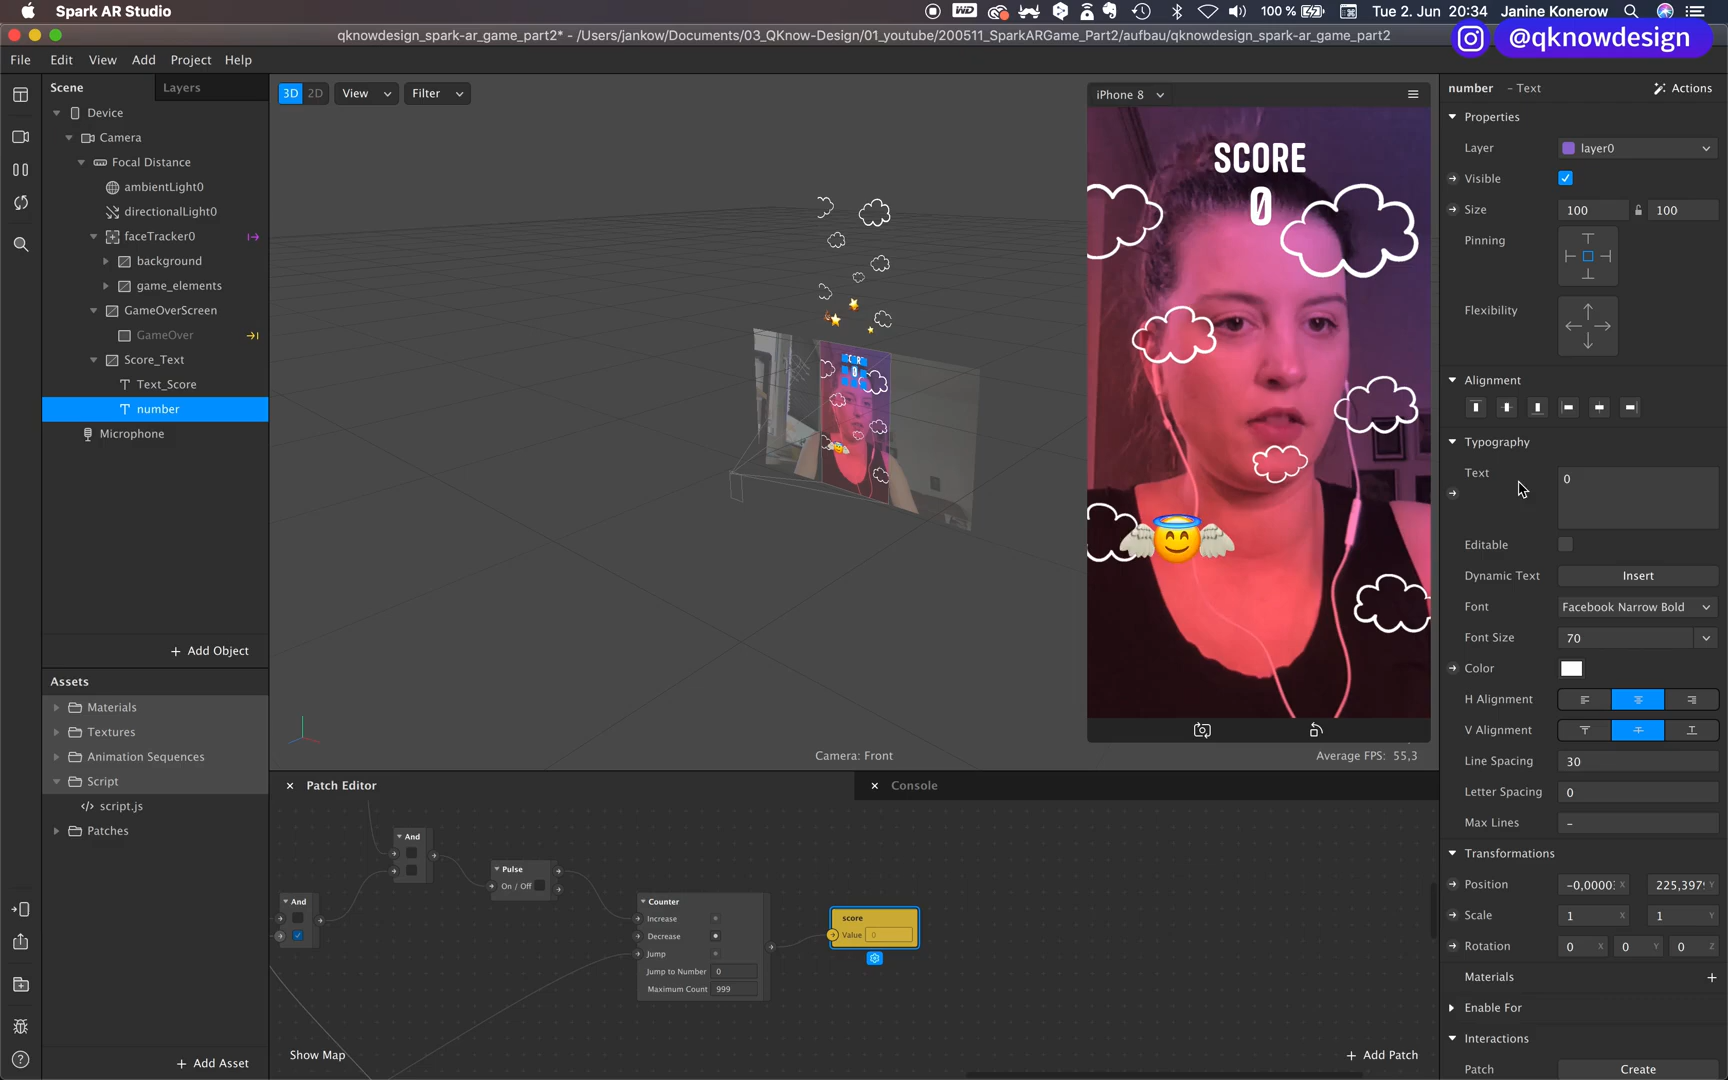 Spark AR Studio
100 %
Tue 2. Jun 20:34
Janine Konerow
qknowdesign_spark-ar_game_part2* - /Users/jankow/Documents/03_QKnow-Design/01_youtube/200511_SparkARGame_Part2/aufbau/qknowdesign_spark-ar_game_part2
@qknowdesign
File Edit View Add Project Help
Scene Layers
Device
Camera
Focal Distance
ambientLight0
directionalLight0
faceTracker0
background
game_elements
GameOverScreen
GameOver
Score_Text
Text_Score
number
Microphone
+ Add Object
Assets
Materials
Textures
Animation Sequences
Script
script.js
Patches
+ Add Asset
3D 2D View Filter
iPhone 8
SCORE
0
SCORE
0
Camera: Front
Average FPS: 55,3
Patch Editor
Console
And
And
Pulse
On / Off
Counter
Increase
Decrease
Jump
Jump to Number 0
Maximum Count 999
score
Value 0
Show Map
+ Add Patch
number - Text
Actions
Properties
Layer layer0
Visible
Size 100 100
Pinning
Flexibility
Alignment
Typography
Text 0
Editable
Dynamic Text Insert
Font Facebook Narrow Bold
Font Size 70
Color
H Alignment
V Alignment
Line Spacing 30
Letter Spacing 0
Max Lines -
Transformations
Position -0,0000 X 225,397 Y
Scale 1 X 1 Y
Rotation 0 X 0 Y 0 Z
Materials +
Enable For
Interactions
Patch Create